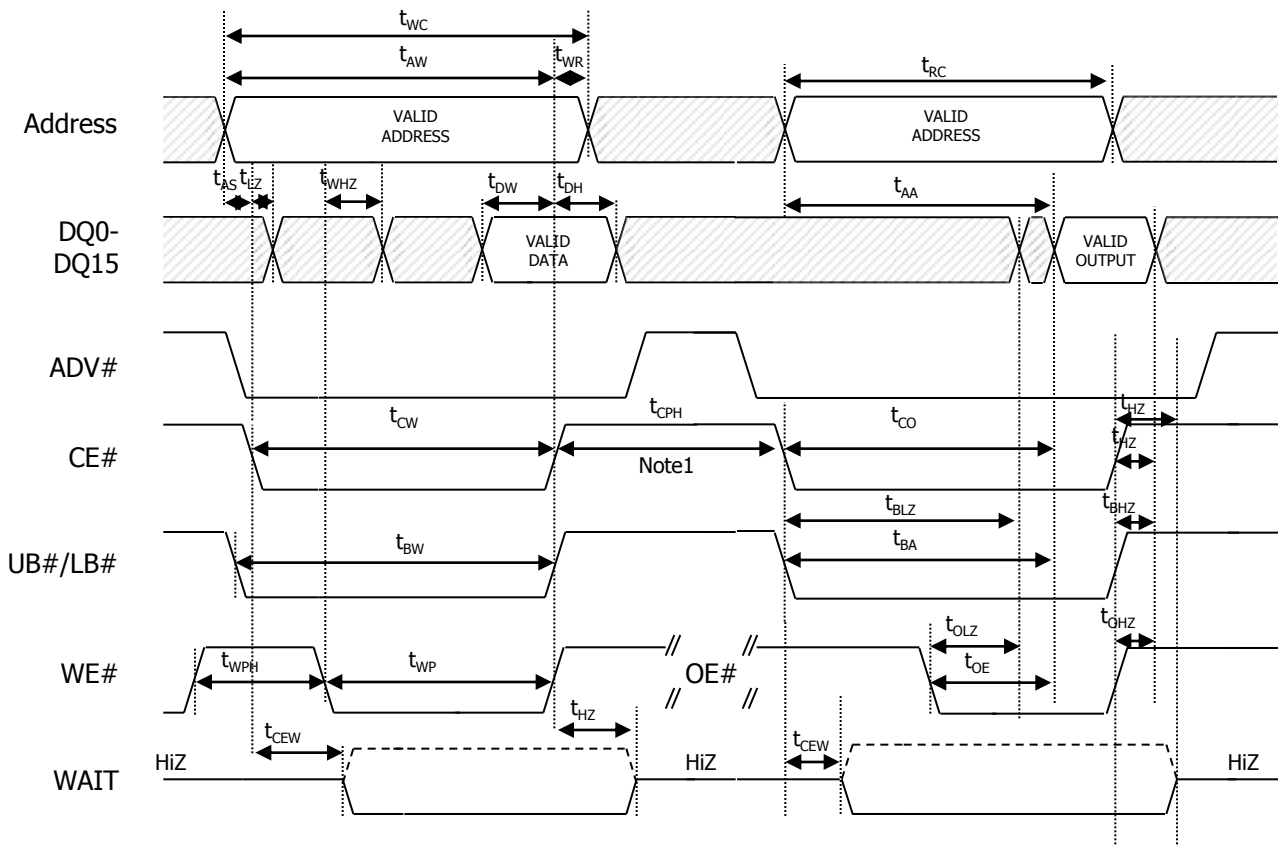 tWC
tAW
tWR
tRC
Address
VALID
ADDRESS
VALID
ADDRESS
tAS
tLZ
tWHZ
tDW
tDH
tAA
DQ0-
DQ15
VALID
DATA
VALID
OUTPUT
ADV#
tCW
tCPH
tCO
tHZ
CE#
Note1
tHZ
tBLZ
tBHZ
UB#/LB#
tBW
tBA
tOLZ
tOHZ
WE#
tWPH
tWP
//
//
OE#
//
//
tOE
tCEW
tHZ
tCEW
WAIT
HiZ
HiZ
HiZ